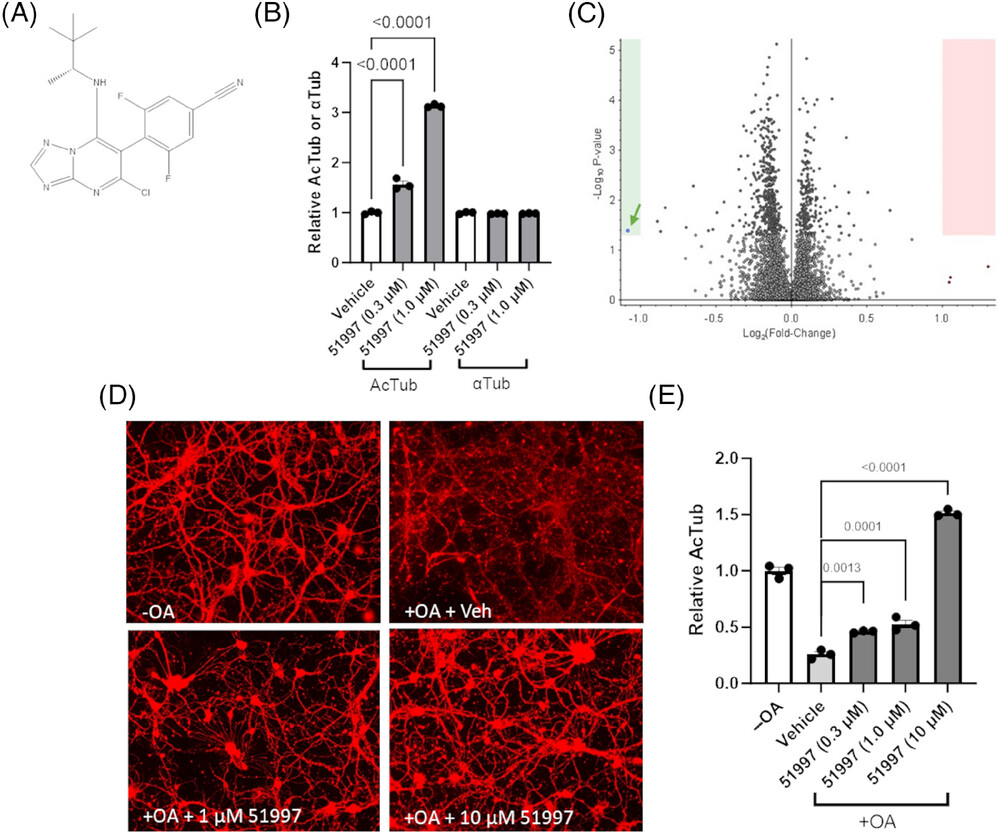 (A)
NH
F
N
N
N
N
N
Cl
F
(B)
<0.0001
<0.0001
Relative AcTub or αTub
4
3
2
1
0
Vehicle
51997 (0.3 μM)
51997 (1.0 μM)
Vehicle
51997 (0.3 μM)
51997 (1.0 μM)
AcTub
αTub
(C)
-Log10 P-value
5
4
3
2
1
0
-1.0
-0.5
0.0
0.5
1.0
Log2(Fold-Change)
(D)
-OA
+OA + Veh
+OA + 1 μM 51997
+OA + 10 μM 51997
(E)
Relative AcTub
2.0
1.5
1.0
0.5
0.0
<0.0001
0.0001
0.0013
–OA
Vehicle
51997 (0.3 μM)
51997 (1.0 μM)
51997 (10 μM)
+OA